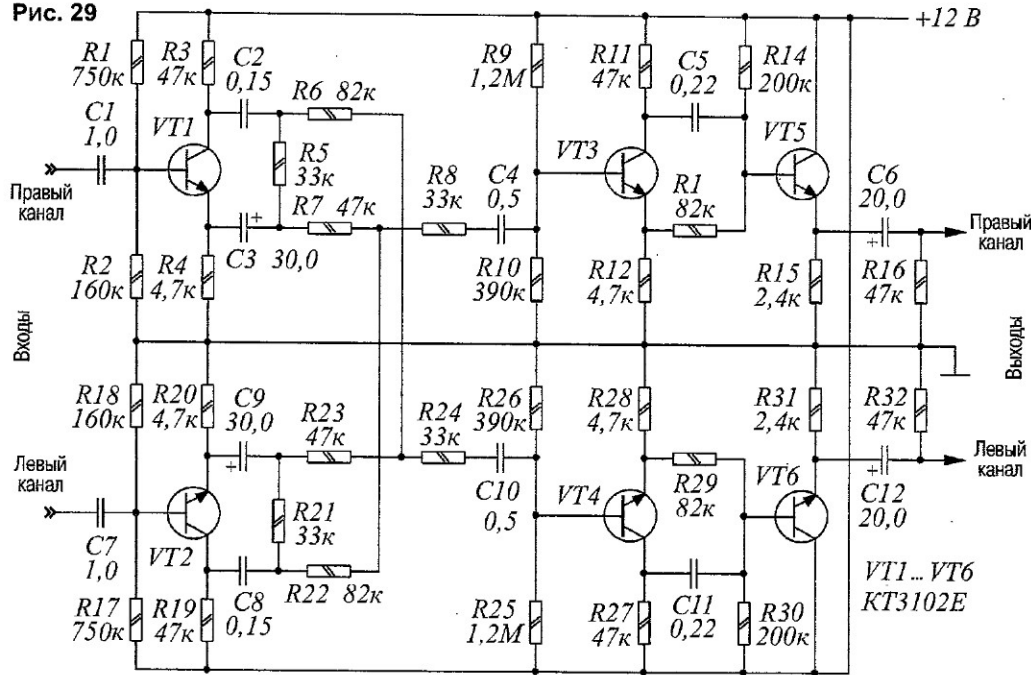 Рис. 29
+12 В
R1
750к
R3
47к
C2
0,15
R6 82к
R9
1,2М
R11
47к
C5
0,22
R14
200к
C1
1,0
VT1
R5
33к
VT3
VT5
Правый
канал
R8
33к
C4
0,5
R1
82к
C6
20,0
Правый
канал
R7 47к
C3 30,0
R2
160к
R4
4,7к
R10
390к
R12
4,7к
R15
2,4к
R16
47к
Входы
Выходы
R18
160к
R20
4,7к
C9
30,0
R23
47к
R24
33к
R26
390к
R28
4,7к
R31
2,4к
R32
47к
Левый
канал
Левый
канал
C7
1,0
VT2
R21
33к
C10
0,5
VT4
R29
82к
VT6
C12
20,0
R17
750к
R19
47к
C8
0,15
R22 82к
R25
1,2М
R27
47к
C11
0,22
R30
200к
VT1... VT6
КТ3102Е